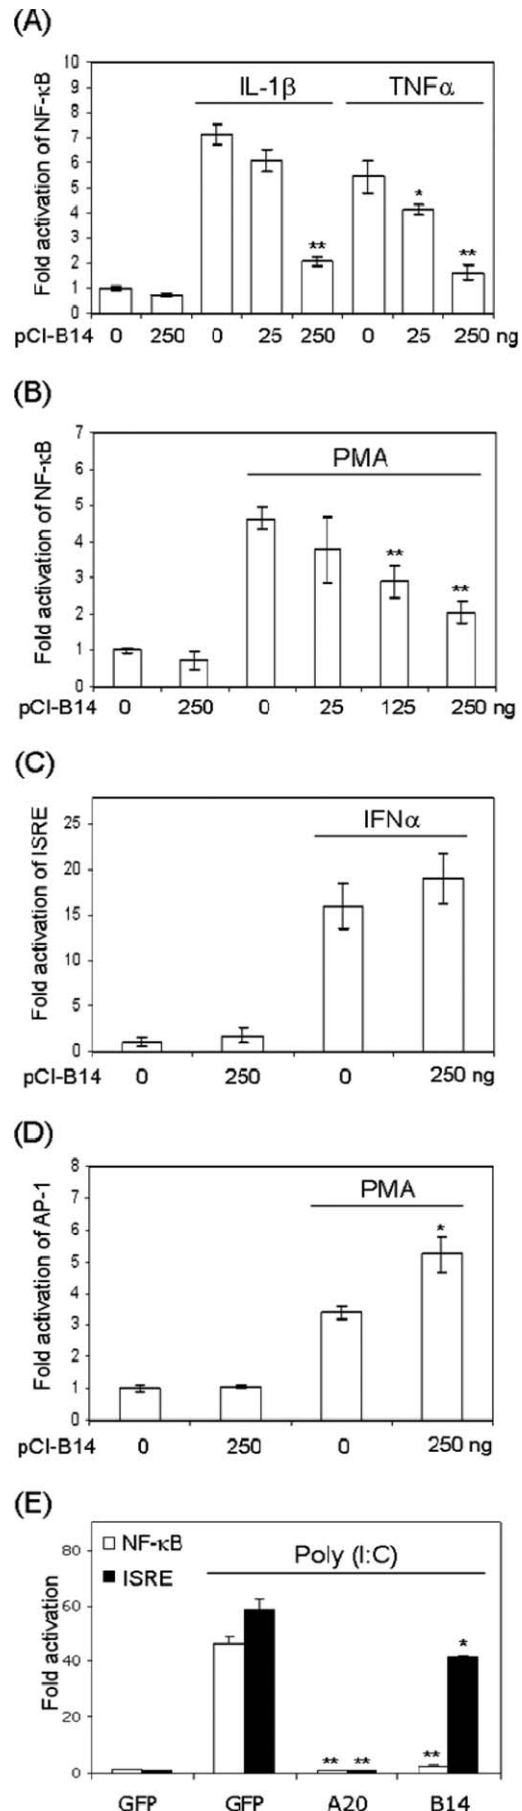 (A)
Fold activation of NF-κB
10
9
8
7
6
5
4
3
2
1
0
IL-1β TNFα
** * **
pCI-B14 0 250 0 25 250 0 25 250 ng
(B)
Fold activation of NF-κB
7
6
5
4
3
2
1
0
PMA
** **
pCI-B14 0 250 0 25 125 250 ng
(C)
Fold activation of ISRE
25
20
15
10
5
0
IFNα
pCI-B14 0 250 0 250 ng
(D)
Fold activation of AP-1
8
7
6
5
4
3
2
1
0
PMA
*
pCI-B14 0 250 0 250 ng
(E)
Fold activation
80
60
40
20
0
NF-κB
ISRE
Poly (I:C)
** ** ** *
GFP GFP A20 B14